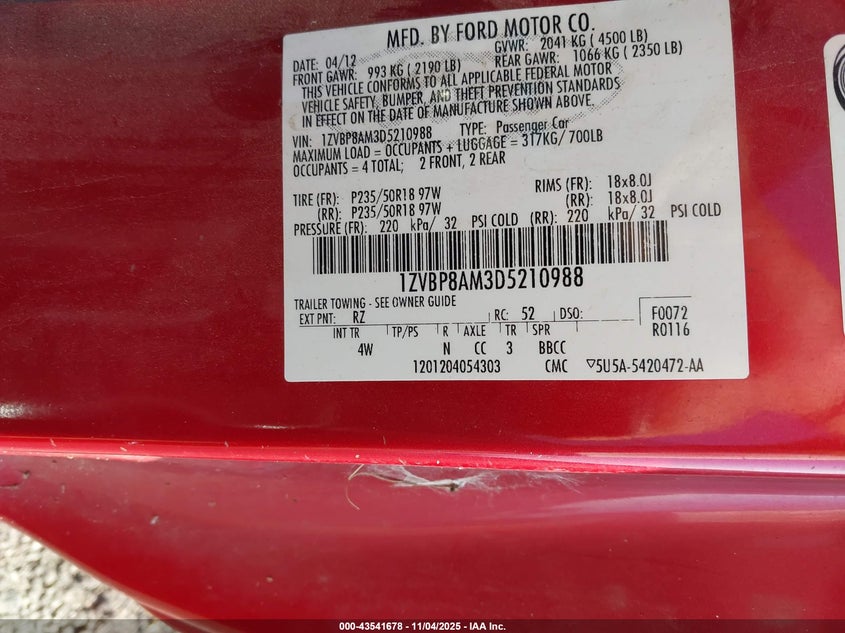 MFD. BY FORD MOTOR CO.
DATE: 04/12 GVWR: 2041 KG (4500 LB)
FRONT GAWR: 993 KG (2190 LB) REAR GAWR: 1066 KG (2350 LB)
THIS VEHICLE CONFORMS TO ALL APPLICABLE FEDERAL MOTOR
VEHICLE SAFETY, BUMPER, AND THEFT PREVENTION STANDARDS
IN EFFECT ON THE DATE OF MANUFACTURE SHOWN ABOVE.
VIN: 1ZVBP8AM3D5210988 TYPE: Passenger Car
MAXIMUM LOAD = OCCUPANTS + LUGGAGE = 317KG/700LB
OCCUPANTS = 4 TOTAL; 2 FRONT, 2 REAR
TIRE (FR): P235/50R18 97W RIMS (FR): 18x8.0J
(RR): P235/50R18 97W (RR): 18x8.0J
PRESSURE (FR): 220 kPa/ 32 PSI COLD (RR): 220 kPa/ 32 PSI COLD
1ZVBP8AM3D5210988
TRAILER TOWING - SEE OWNER GUIDE
EXT PNT: RZ RC: 52 DSO: F0072
INT TR TP/PS R AXLE TR SPR R0116
4W N CC 3 BBCC
1201204054303 CMC ▽5U5A-5420472-AA
000-43541678 - 11/04/2025 - IAA Inc.